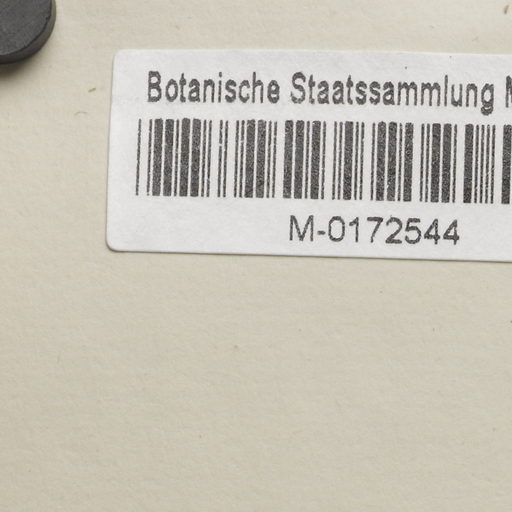 Botanische Staatssammlung
M-0172544